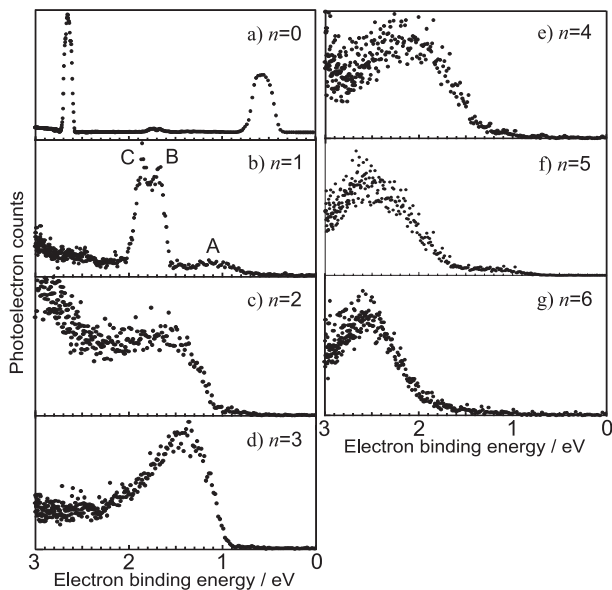 a) n=0
C
B
b) n=1
A
c) n=2
d) n=3
3
2
1
0
Electron binding energy / eV
Photoelectron counts
e) n=4
f) n=5
g) n=6
3
2
1
0
Electron binding energy / eV